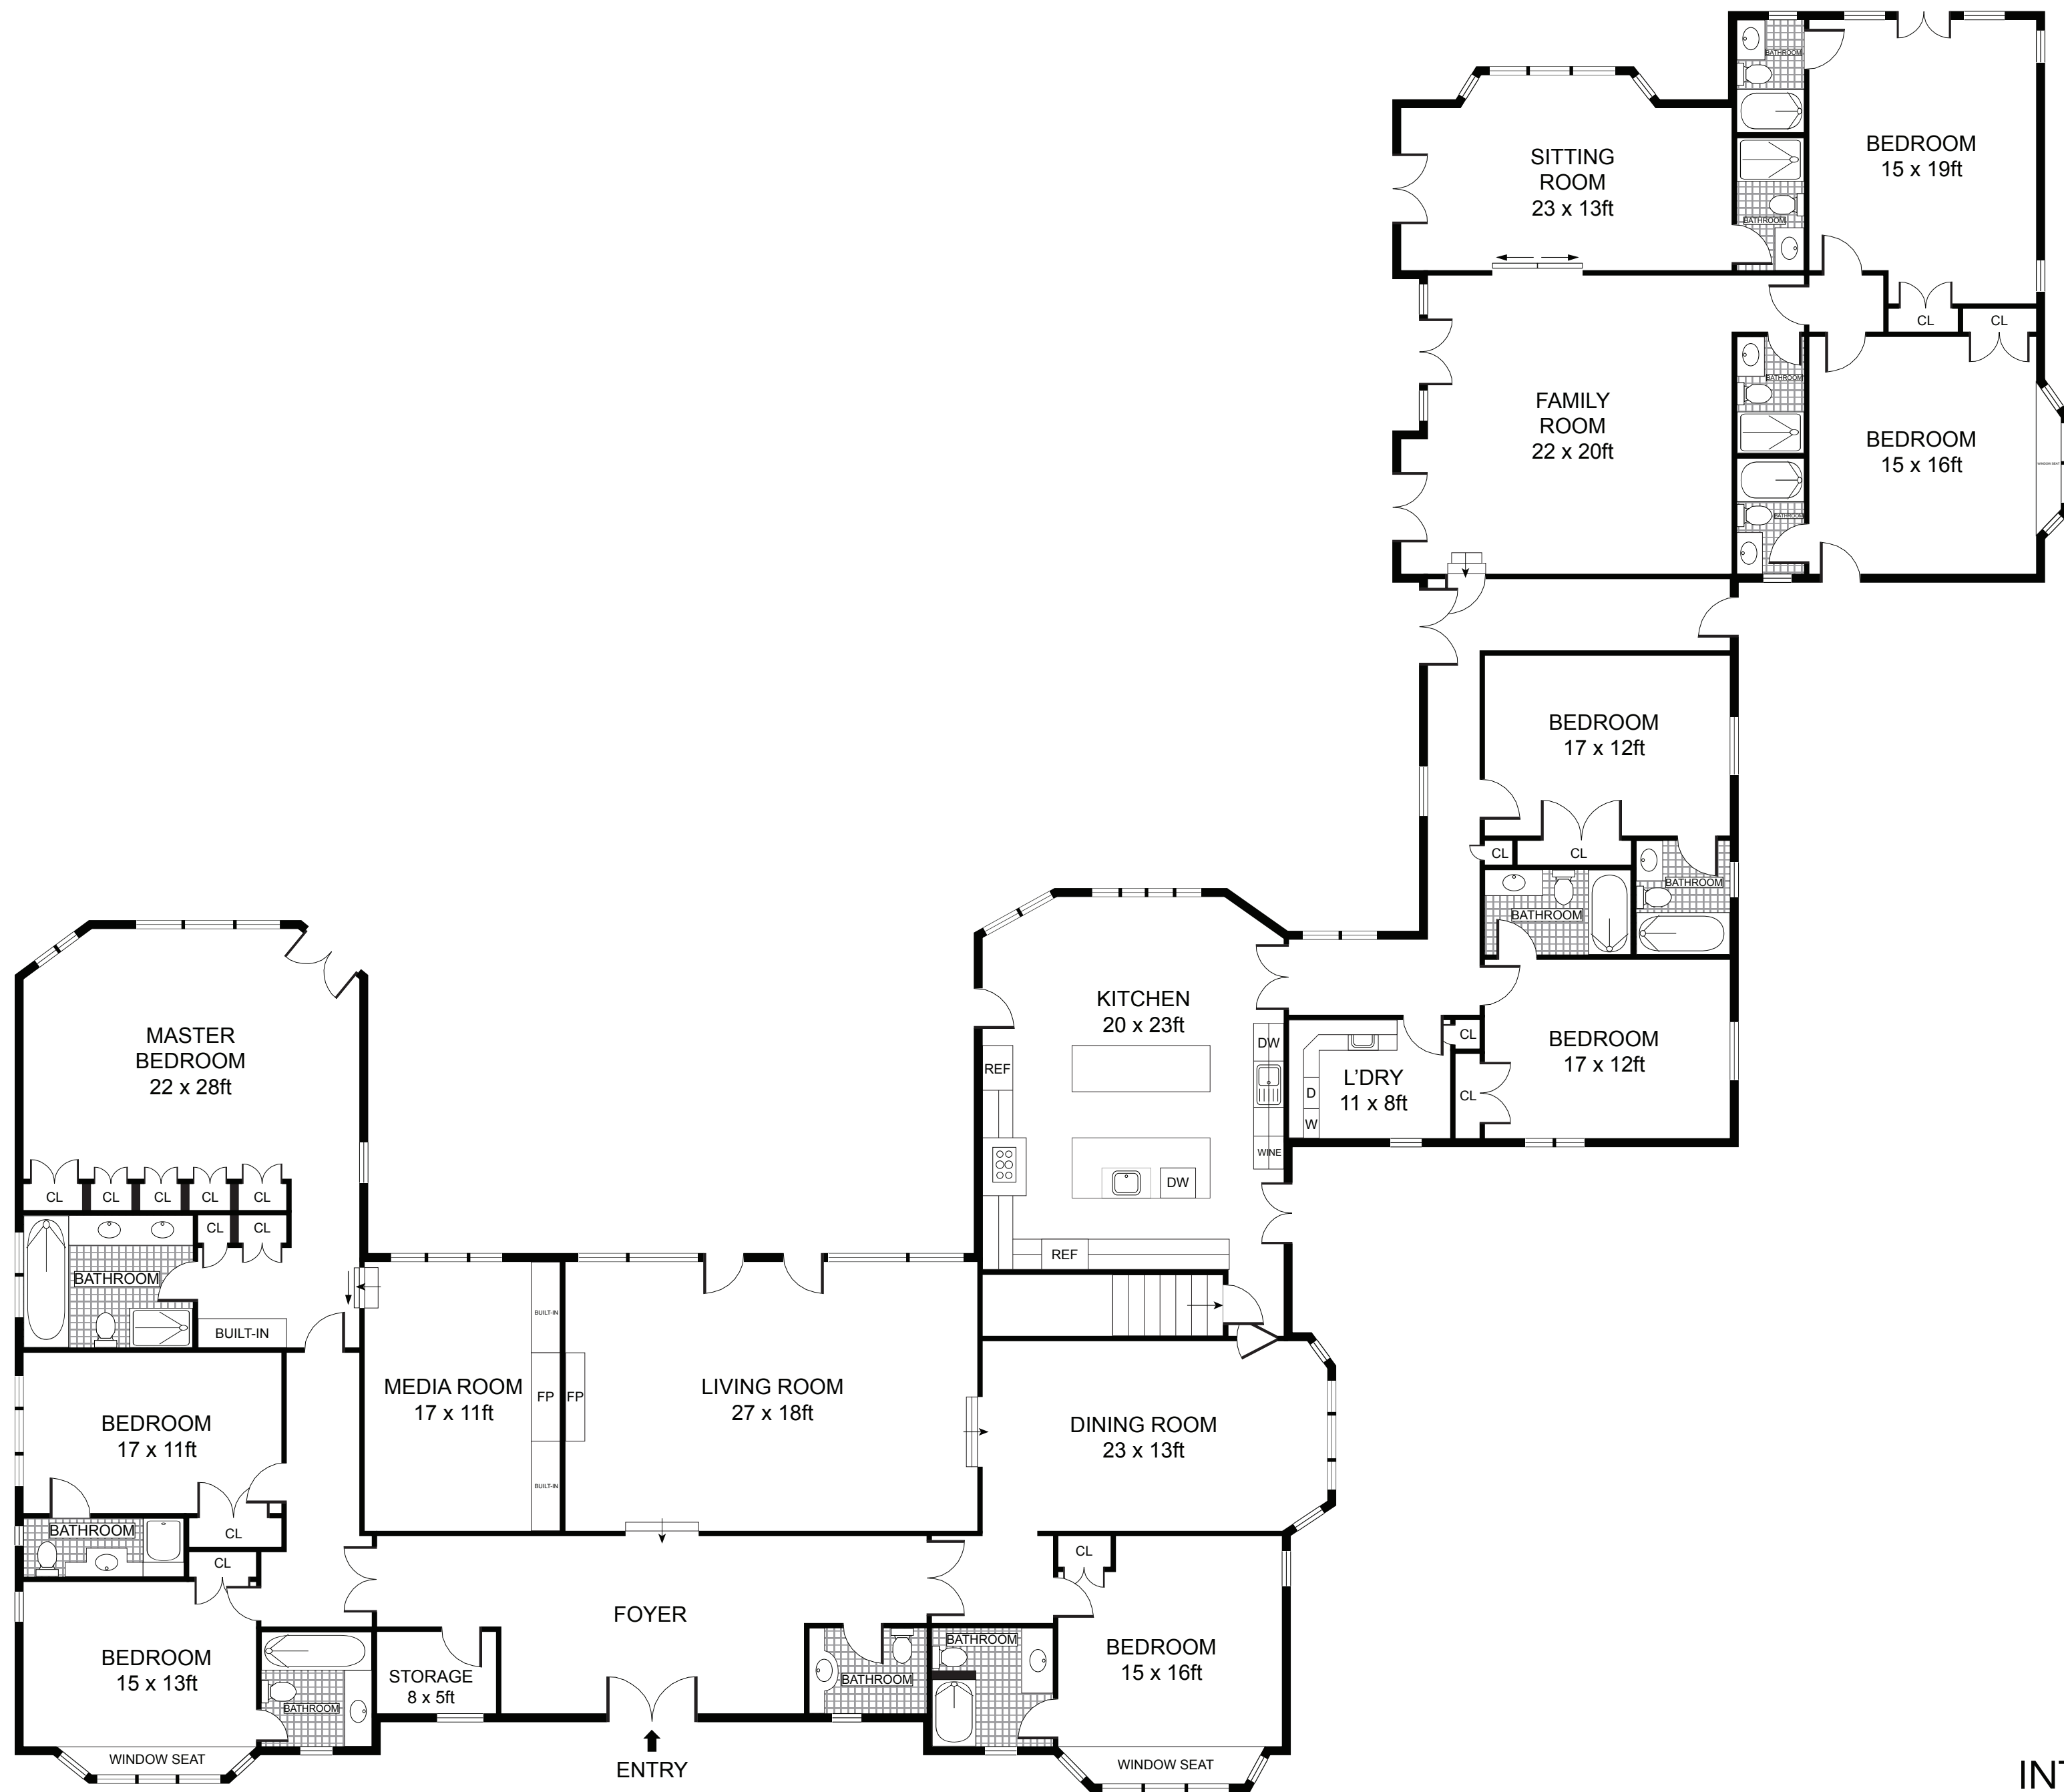 BATHROOM
BEDROOM
15 x 19ft
SITTING
ROOM
23 x 13ft
BATHROOM
CL
CL
BATHROOM
FAMILY
ROOM
22 x 20ft
BEDROOM
15 x 16ft
WINDOW SEAT
BATHROOM
BEDROOM
17 x 12ft
CL
CL
BATHROOM
BATHROOM
KITCHEN
20 x 23ft
DW
REF
CL
BEDROOM
17 x 12ft
L'DRY
11 x 8ft
D
W
CL
WINE
DW
REF
MASTER
BEDROOM
22 x 28ft
CL
CL
CL
CL
CL
CL
CL
BATHROOM
BUILT-IN
BUILT-IN
MEDIA ROOM
17 x 11ft
FP
FP
BUILT-IN
LIVING ROOM
27 x 18ft
DINING ROOM
23 x 13ft
BEDROOM
17 x 11ft
BATHROOM
CL
CL
CL
FOYER
BEDROOM
15 x 13ft
BATHROOM
STORAGE
8 x 5ft
BATHROOM
BATHROOM
BEDROOM
15 x 16ft
WINDOW SEAT
WINDOW SEAT
ENTRY
INT